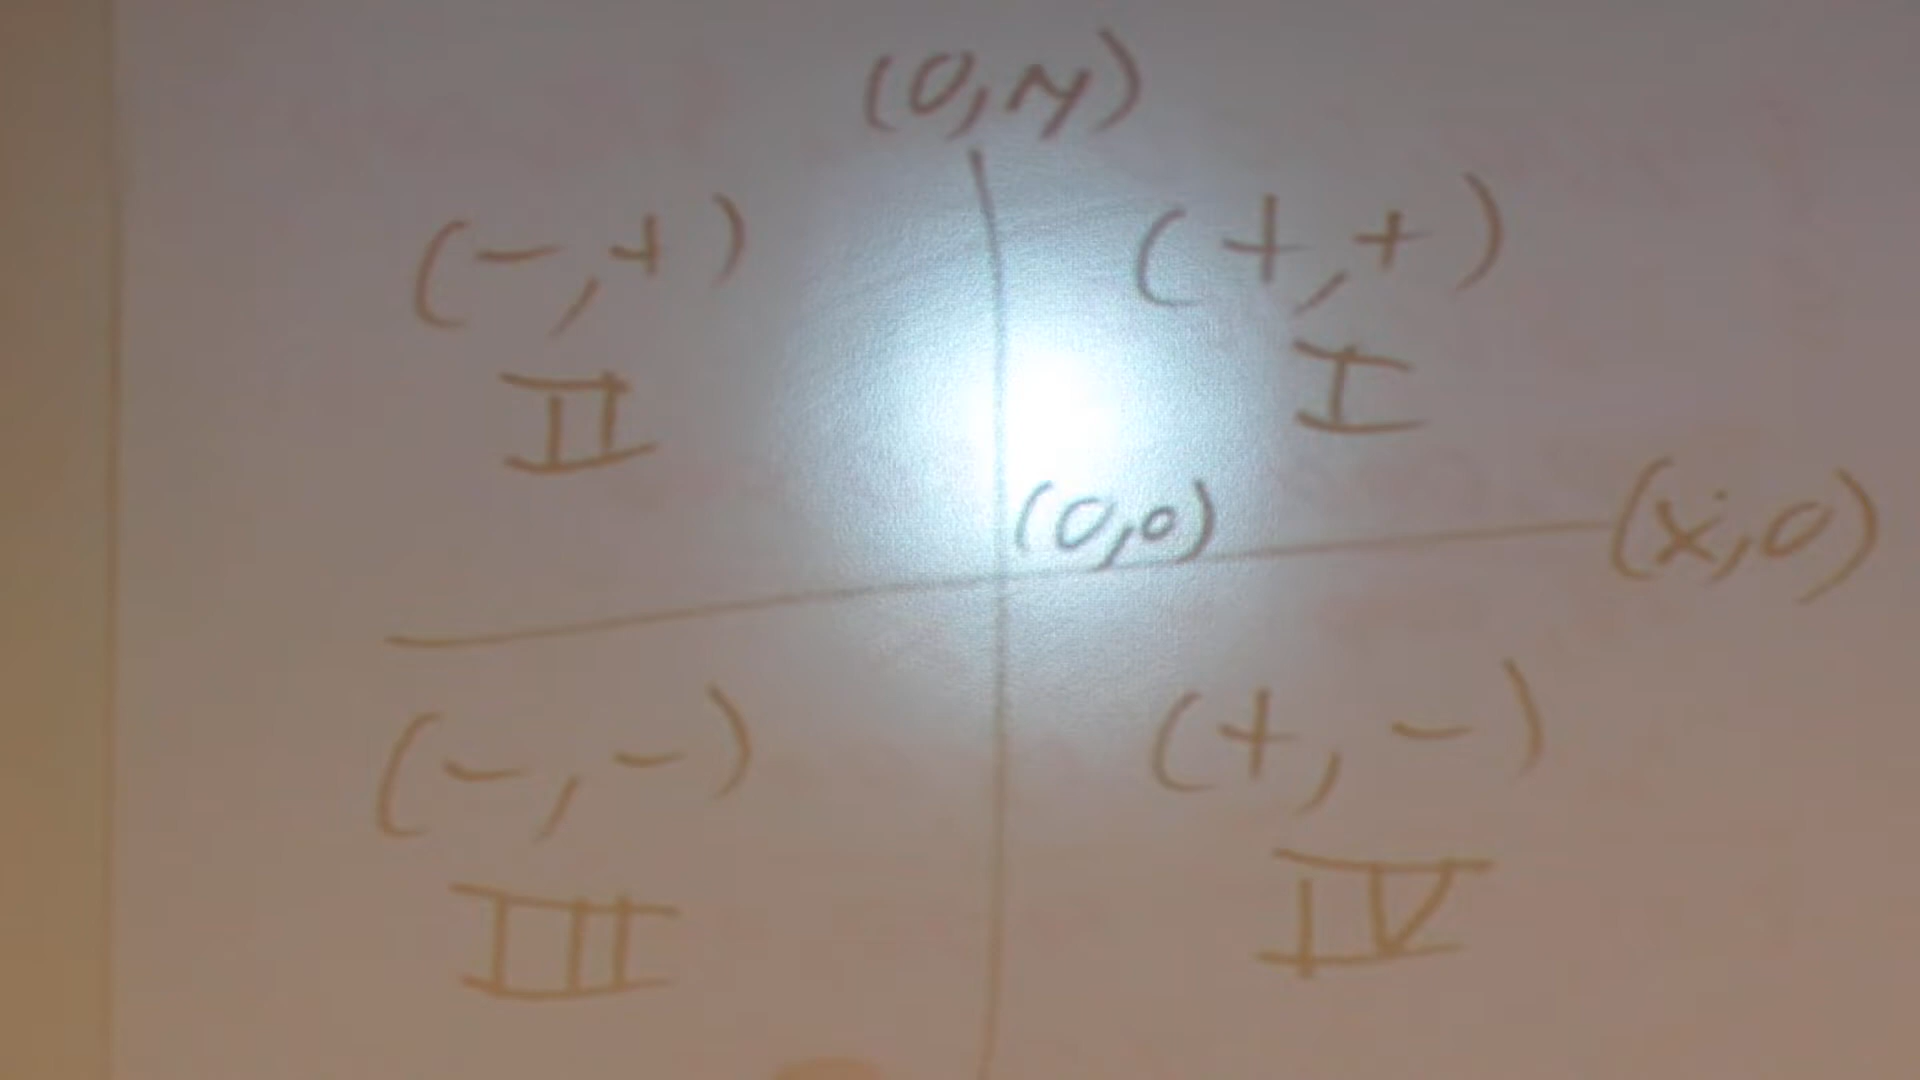 (0,y)
(-,+) (+,+)
II I
(0,0) (x,0)
(-,-) (+,-)
III IV